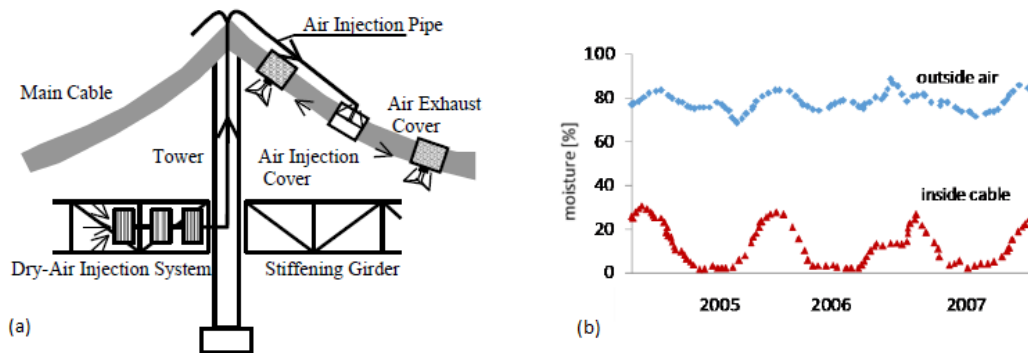 (a)
Air Injection Pipe
Main Cable
Air Exhaust
Cover
Tower
Air Injection
Cover
Dry-Air Injection System
Stiffening Girder
(b)
moisture [%]
100
80
60
40
20
0
outside air
inside cable
2005 2006 2007